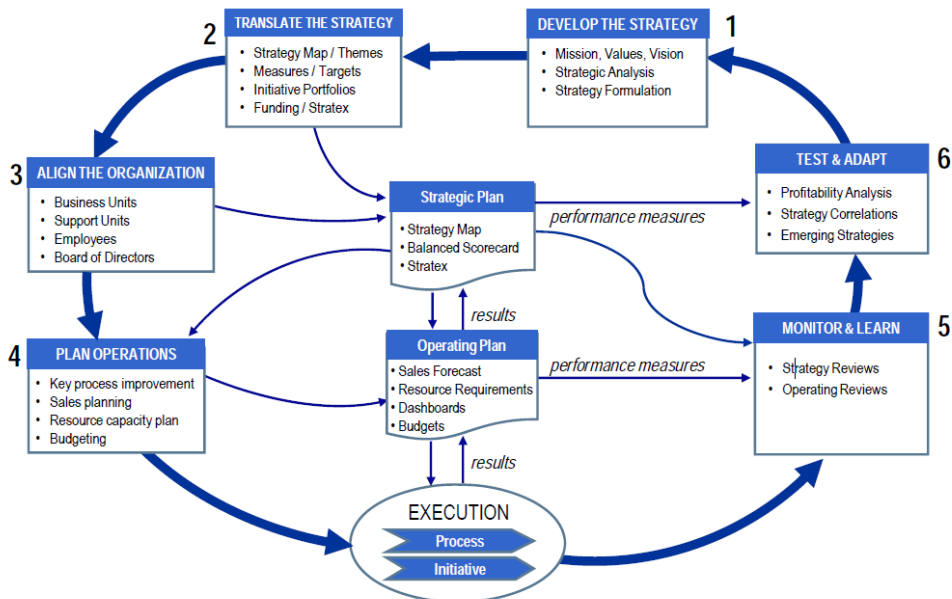 2
TRANSLATE THE STRATEGY
• Strategy Map / Themes
• Measures / Targets
• Initiative Portfolios
• Funding / Stratex
DEVELOP THE STRATEGY
1
• Mission, Values, Vision
• Strategic Analysis
• Strategy Formulation
3
ALIGN THE ORGANIZATION
• Business Units
• Support Units
• Employees
• Board of Directors
Strategic Plan
• Strategy Map
• Balanced Scorecard
• Stratex
performance measures
TEST & ADAPT
6
• Profitability Analysis
• Strategy Correlations
• Emerging Strategies
results
4
PLAN OPERATIONS
• Key process improvement
• Sales planning
• Resource capacity plan
• Budgeting
Operating Plan
• Sales Forecast
• Resource Requirements
• Dashboards
• Budgets
performance measures
MONITOR & LEARN
5
• Strategy Reviews
• Operating Reviews
results
EXECUTION
Process
Initiative